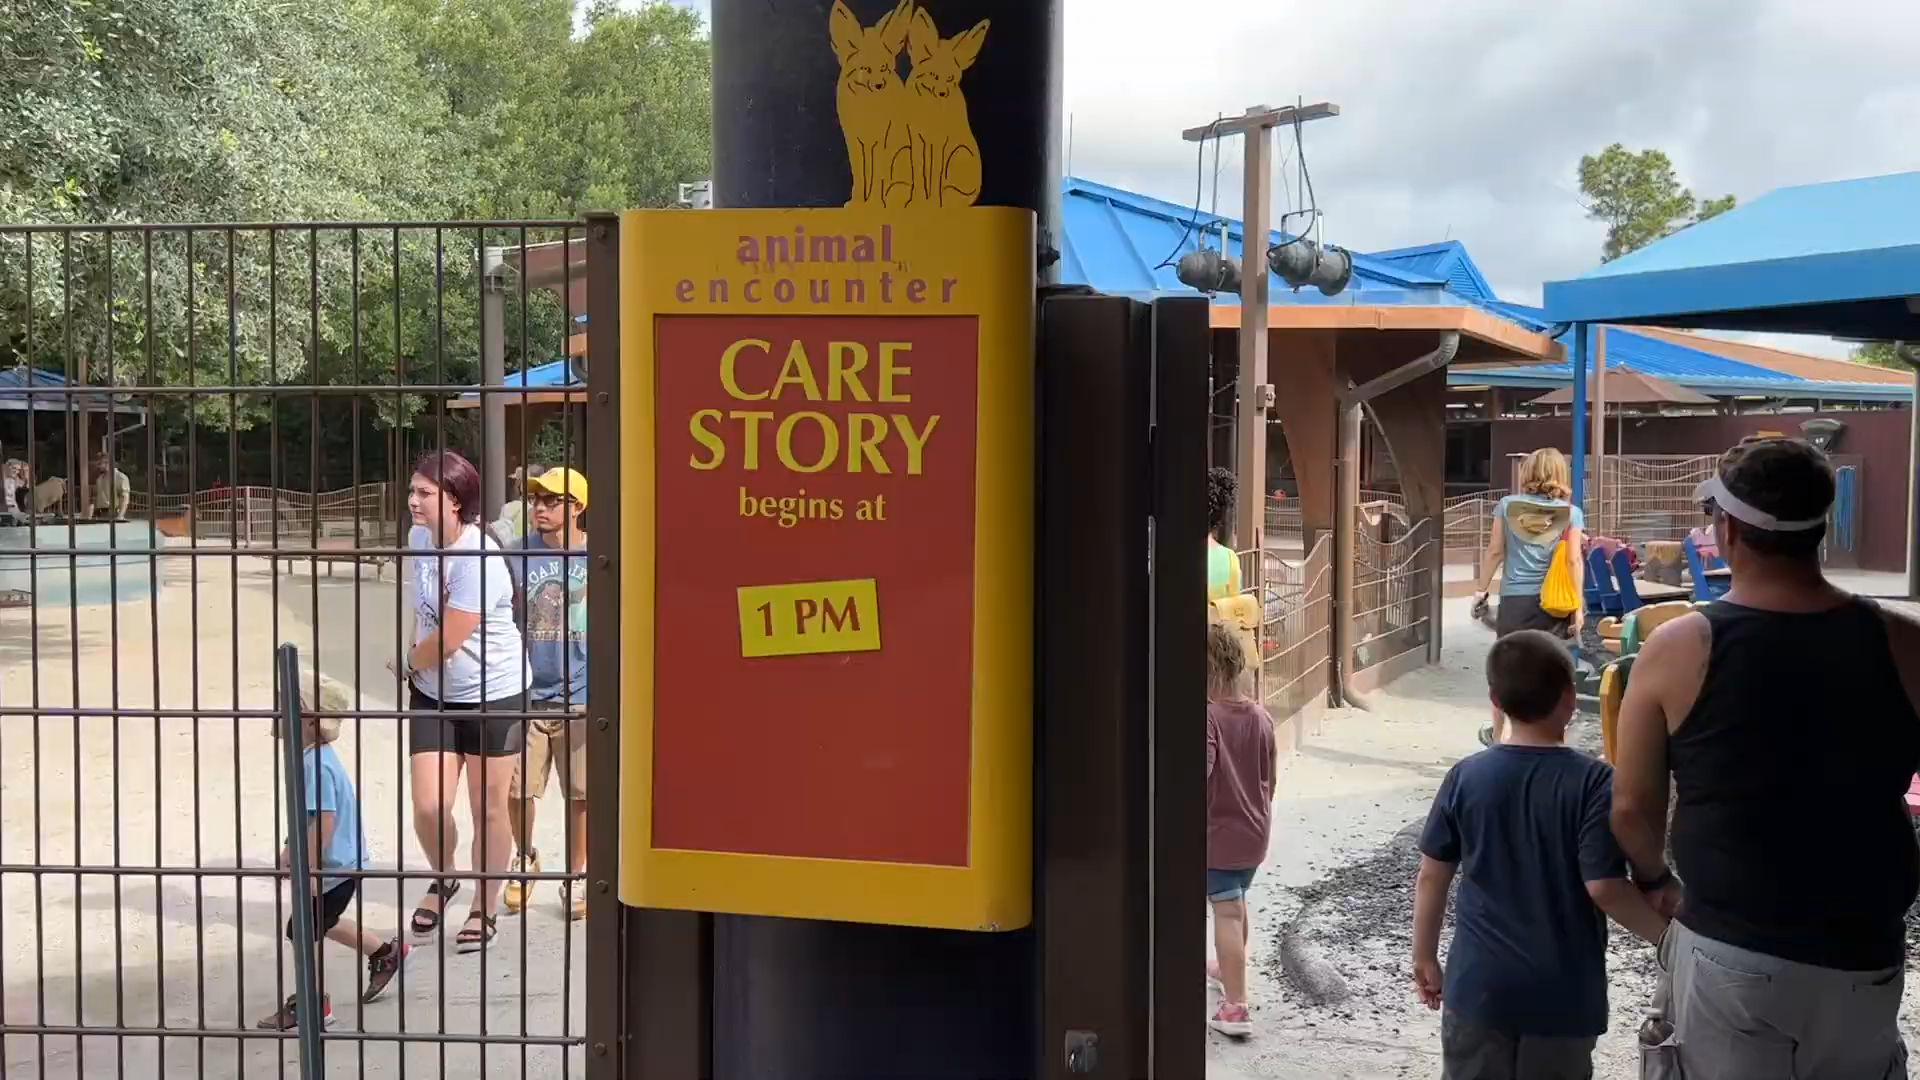 animal
encounter
CARE
STORY
begins at
1 PM